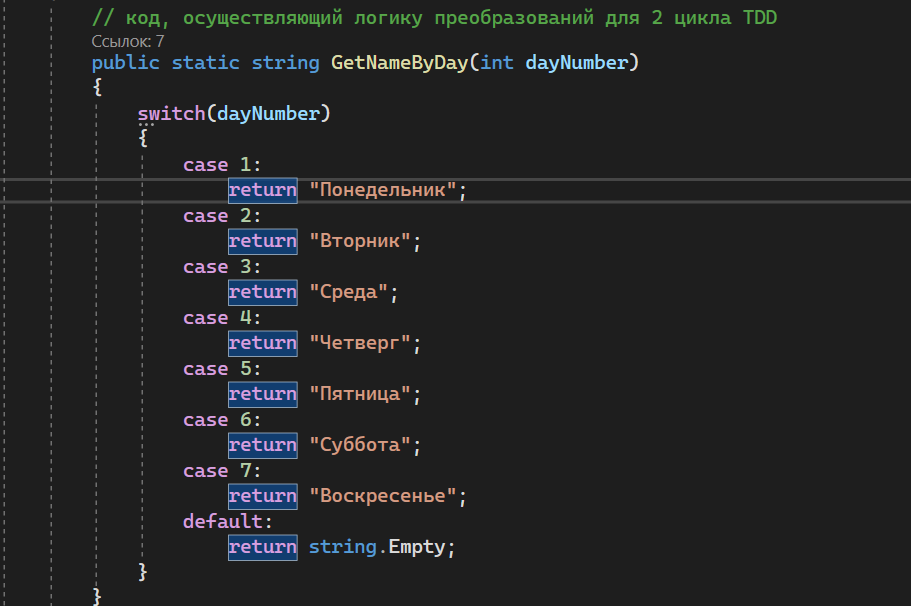 // код, осуществляющий логику преобразований для 2 цикла TDD
Ссылок: 7
public static string GetNameByDay(int dayNumber)
{
switch(dayNumber)
{
case 1:
return "Понедельник";
case 2:
return "Вторник";
case 3:
return "Среда";
case 4:
return "Четверг";
case 5:
return "Пятница";
case 6:
return "Суббота";
case 7:
return "Воскресенье";
default:
return string.Empty;
}
}